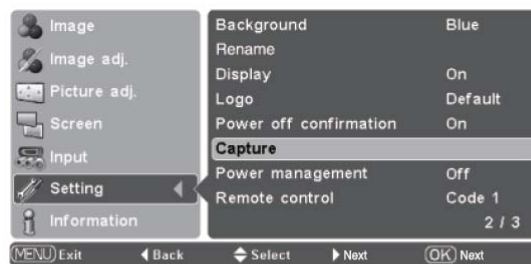 Image
Image adj.
Picture adj.
Screen
Input
Setting
Information
Background Blue
Rename
Display On
Logo Default
Power off confirmation On
Capture
Power management Off
Remote control Code 1
2 / 3
MENU Exit Back Select Next OK Next